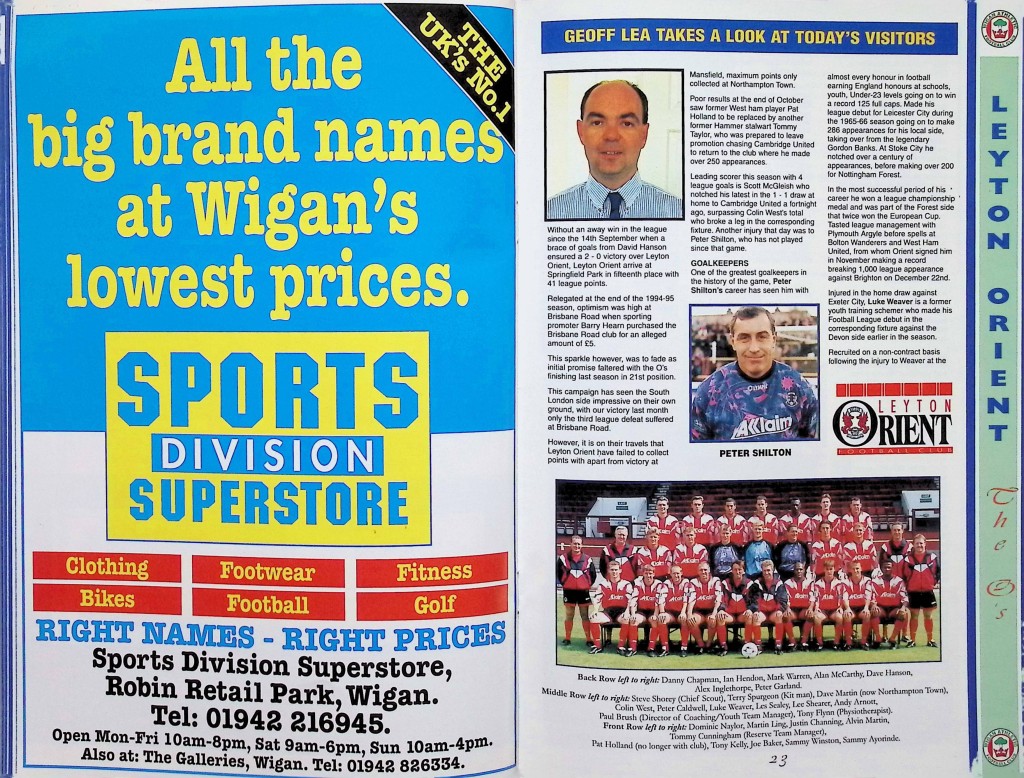 THE
UK's No.1
All the
big brand names
at Wigan's
lowest prices.
SPORTS
DIVISION
SUPERSTORE
Clothing
Footwear
Fitness
Bikes
Football
Golf
RIGHT NAMES - RIGHT PRICES
Sports Division Superstore,
Robin Retail Park, Wigan.
Tel: 01942 216945.
Open Mon-Fri 10am-8pm, Sat 9am-6pm, Sun 10am-4pm.
Also at: The Galleries, Wigan. Tel: 01942 826334.
GEOFF LEA TAKES A LOOK AT TODAY'S VISITORS
Without an away win in the league
since the 14th September when a
brace of goals from David Hanson
ensured a 2 - 0 victory over Leyton
Orient, Leyton Orient arrive at
Springfield Park in fifteenth place with
41 league points.
Relegated at the end of the 1994-95
season, optimism was high at
Brisbane Road when sporting
promoter Barry Hearn purchased the
Brisbane Road club for an alleged
amount of £5.
This sparkle however, was to fade as
initial promise faltered with the O's
finishing last season in 21st position.
This campaign has seen the South
London side impressive on their own
ground, with our victory last month
only the third league defeat suffered
at Brisbane Road.
However, it is on their travels that
Leyton Orient have failed to collect
points with apart from victory at
Mansfield, maximum points only
collected at Northampton Town.
Poor results at the end of October
saw former West ham player Pat
Holland to be replaced by another
former Hammer stalwart Tommy
Taylor, who was prepared to leave
promotion chasing Cambridge United
to return to the club where he made
over 250 appearances.
Leading scorer this season with 4
league goals is Scott McGleish who
notched his latest in the 1 - 1 draw at
home to Cambridge United a fortnight
ago, surpassing Colin West's total
who broke a leg in the corresponding
fixture. Another injury that day was to
Peter Shilton, who has not played
since that game.
GOALKEEPERS
One of the greatest goalkeepers in
the history of the game, Peter
Shilton's career has seen him with
AKlaim
PETER SHILTON
almost every honour in football
earning England honours at schools,
youth, Under-23 levels going on to win
a record 125 full caps. Made his
league debut for Leicester City during
the 1965-66 season going on to make
286 appearances for his local side,
taking over from the legendary
Gordon Banks. At Stoke City he
notched over a century of
appearances, before making over 200
for Nottingham Forest.
In the most successful period of his
career he won a league championship
medal and was part of the Forest side
that twice won the European Cup.
Tasted league management with
Plymouth Argyle before spells at
Bolton Wanderers and West Ham
United, from whom Orient signed him
in November making a record
breaking 1,000 league appearance
against Brighton on December 22nd.
Injured in the home draw against
Exeter City, Luke Weaver is a former
youth training schemer who made his
Football League debut in the
corresponding fixture against the
Devon side earlier in the season.
Recruited on a non-contract basis
following the injury to Weaver at the
LEYTON
ORIENT
FOOTBALL CLUB
Back Row left to right: Danny Chapman, Ian Hendon, Mark Warren, Alan McCarthy, Dave Hanson,
Alex Inglethorpe, Peter Garland.
Middle Row left to right: Steve Shorey (Chief Scout), Terry Spurgeon (Kit man), Dave Martin (now Northampton Town),
Colin West, Peter Caldwell, Luke Weaver, Les Sealey, Lee Shearer, Andy Arnott,
Paul Brush (Director of Coaching/Youth Team Manager), Tony Flynn (Physiotherapist).
Front Row left to right: Dominic Naylor, Martin Ling, Justin Channing, Alvin Martin,
Tommy Cunningham (Reserve Team Manager),
Pat Holland (no longer with club), Tony Kelly, Joe Baker, Sammy Winston, Sammy Ayorinde.
23
WIGAN ATHLETIC
FOOTBALL CLUB
LEYTON ORIENT
The O's
WIGAN ATHLETIC